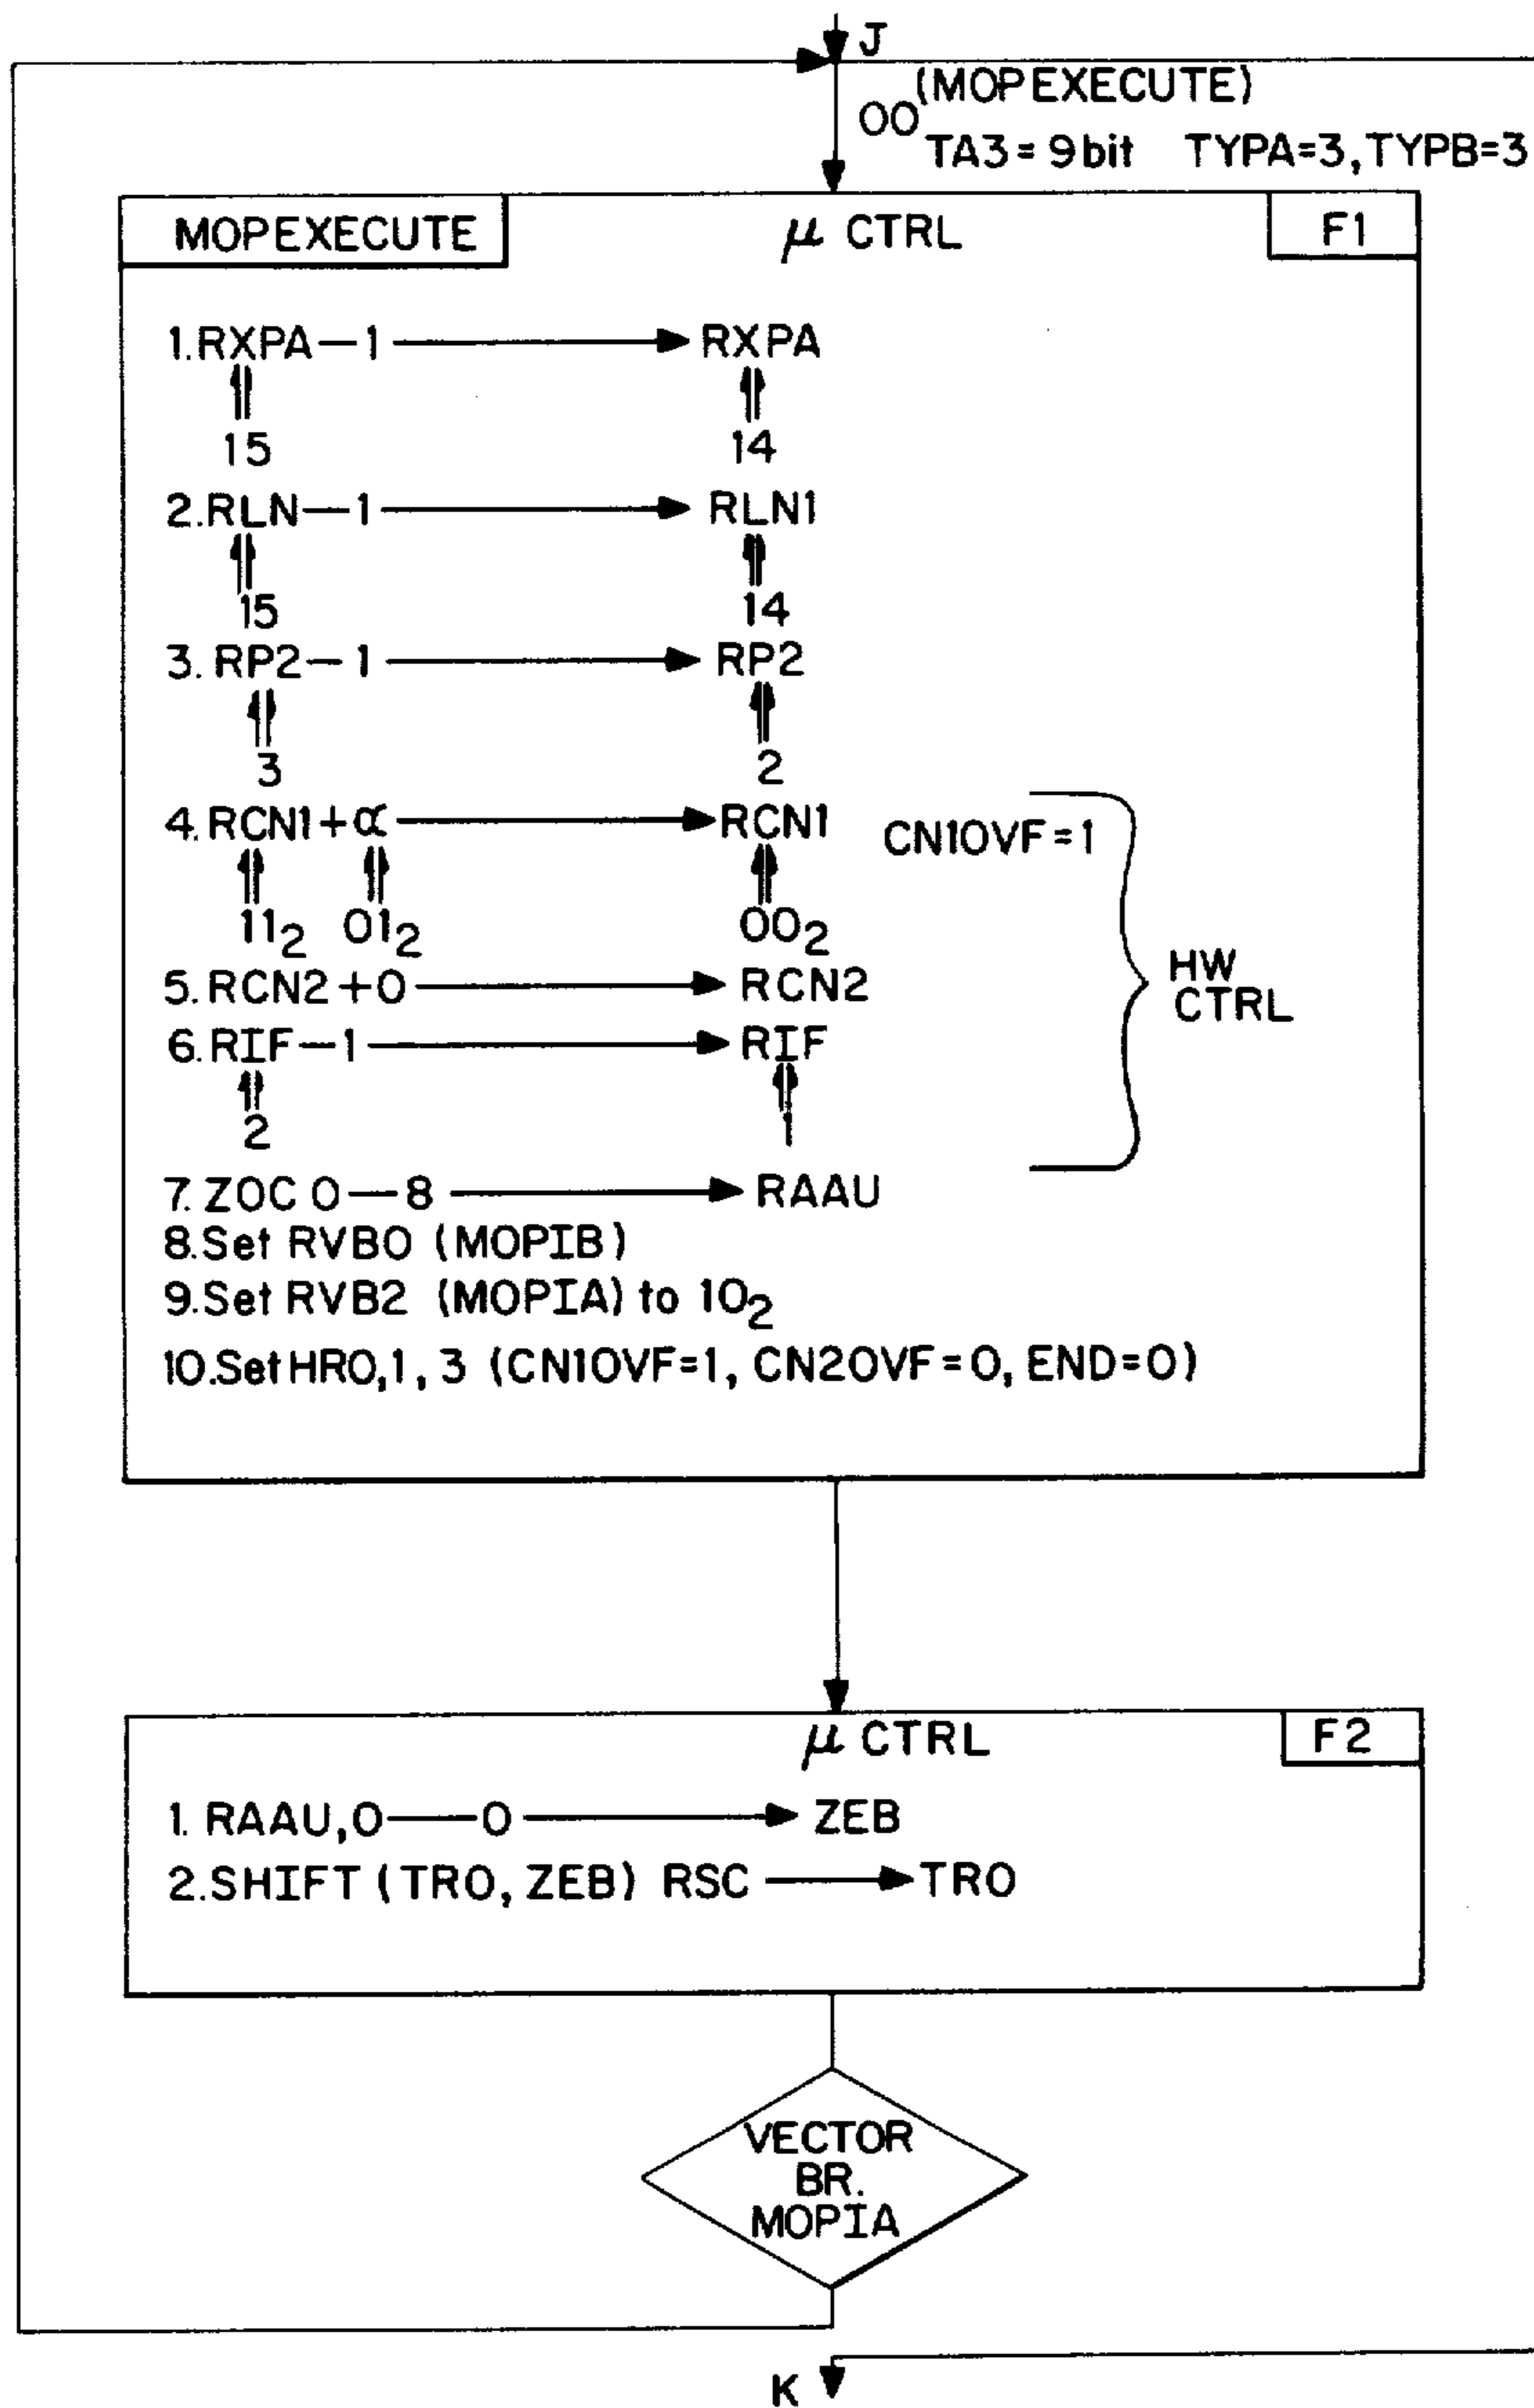 J
(MOPEXECUTE)
00
TA3=9bit TYPA=3,TYPB=3
MOPEXECUTE μ CTRL F1
1.RXPA—1 RXPA
15 14
2.RLN—1 RLN1
15 14
3. RP2—1 RP2
3 2
4.RCN1+α RCN1 CN1OVF=1
11₂ 01₂ 00₂
5.RCN2+0 RCN2
HW
CTRL
6.RIF—1 RIF
2 1
7.ZOC 0—8 RAAU
8.Set RVB0 (MOPIB)
9.Set RVB2 (MOPIA) to 10₂
10.Set HR0,1,3 (CN1OVF=1, CN2OVF=0, END=0)
μ CTRL F2
1. RAAU,0——0 ZEB
2.SHIFT (TRO, ZEB) RSC TRO
VECTOR
BR.
MOPIA
K